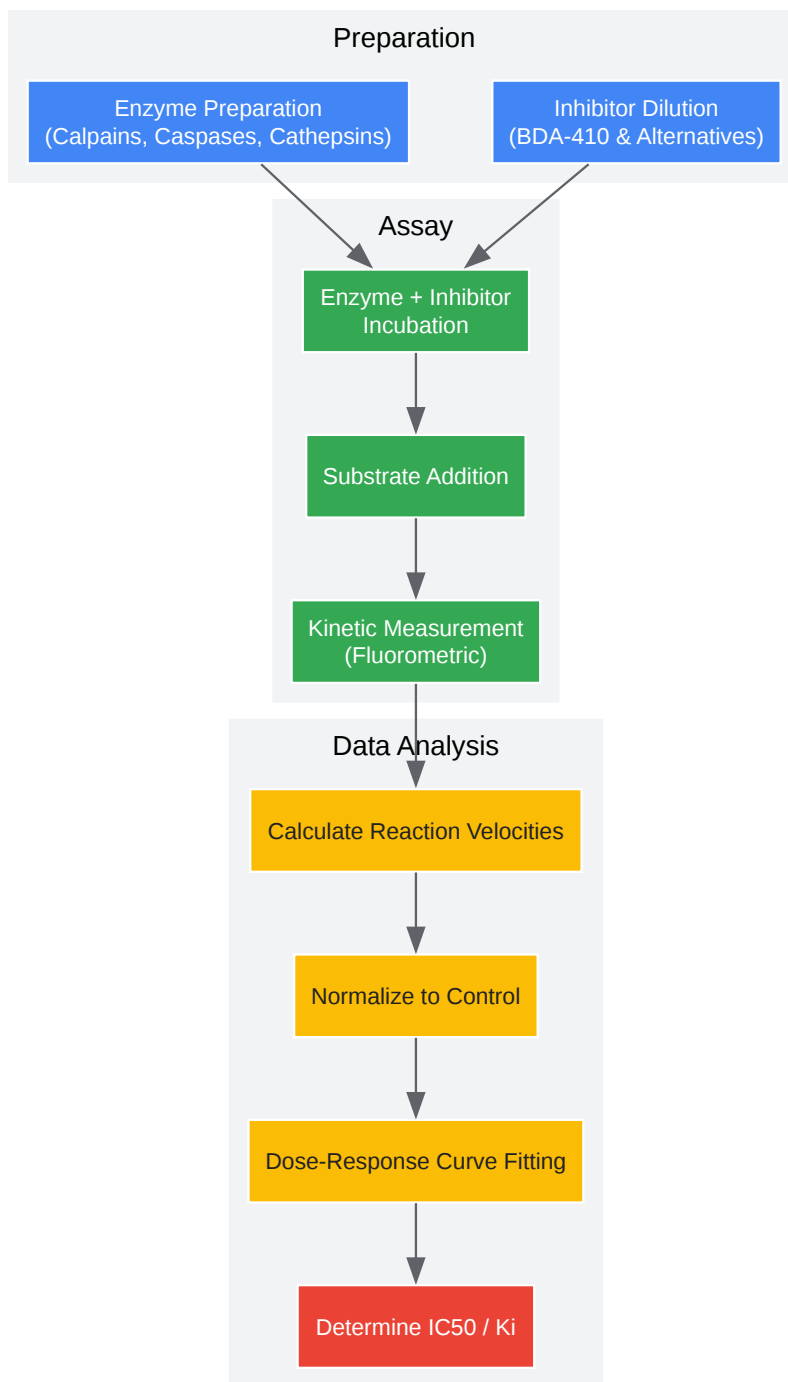 Preparation
Enzyme Preparation
(Calpains, Caspases, Cathepsins)
Inhibitor Dilution
(BDA-410 & Alternatives)
Assay
Enzyme + Inhibitor
Incubation
Substrate Addition
Kinetic Measurement
(Fluorometric)
Data Analysis
Calculate Reaction Velocities
Normalize to Control
Dose-Response Curve Fitting
Determine IC50 / Ki